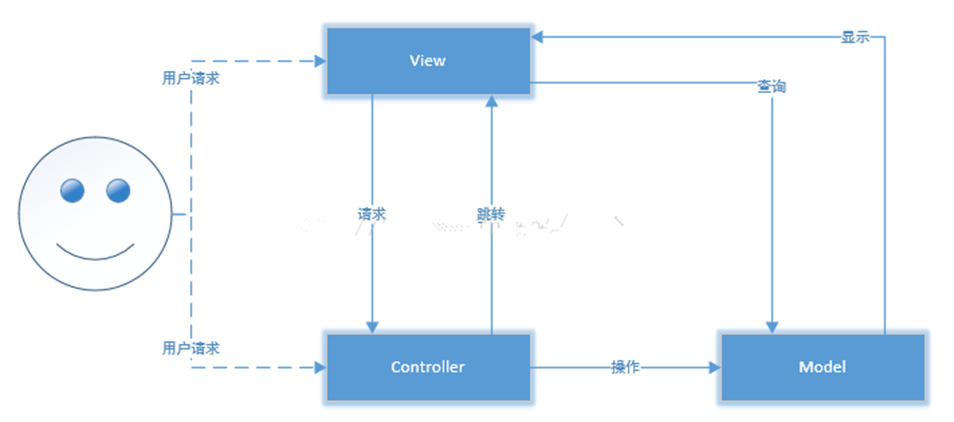 显示
View
用户请求
查询
请求
跳转
用户请求
Controller
操作
Model